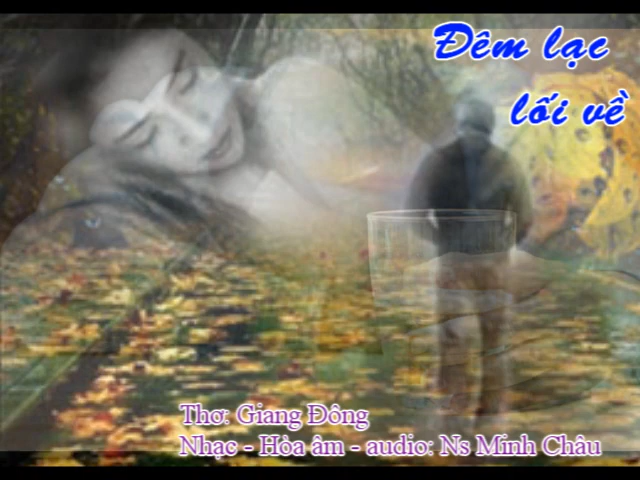 Đêm lạc
lối về
Thơ: Giang Đông
Nhạc - Hòa âm - audio: Ns Minh Châu